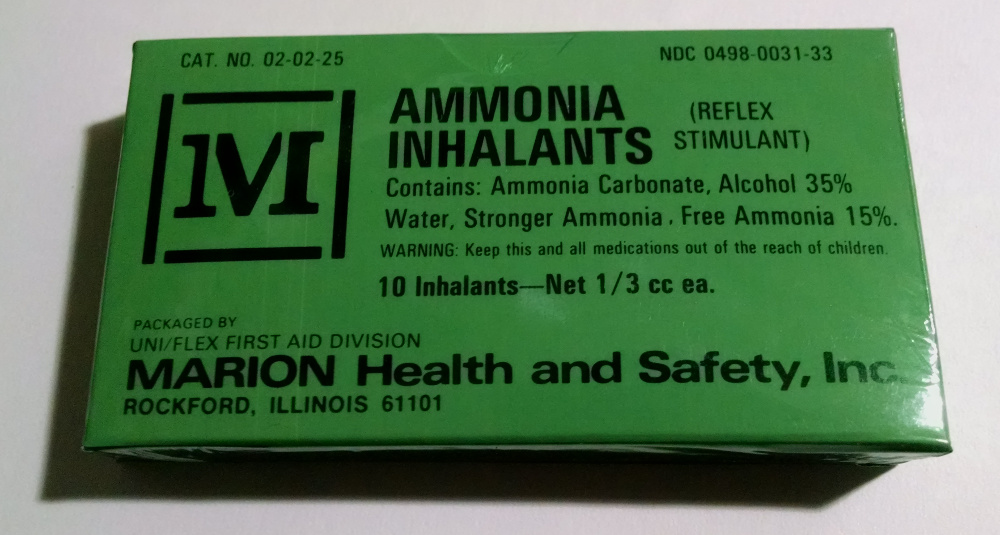 CAT. NO. 02-02-25
NDC 0498-0031-33
M
AMMONIA
INHALANTS
(REFLEX
STIMULANT)
Contains: Ammonia Carbonate, Alcohol 35%
Water, Stronger Ammonia, Free Ammonia 15%.
WARNING: Keep this and all medications out of the reach of children.
10 Inhalants—Net 1/3 cc ea.
PACKAGED BY
UNI/FLEX FIRST AID DIVISION
MARION Health and Safety, Inc.
ROCKFORD, ILLINOIS 61101